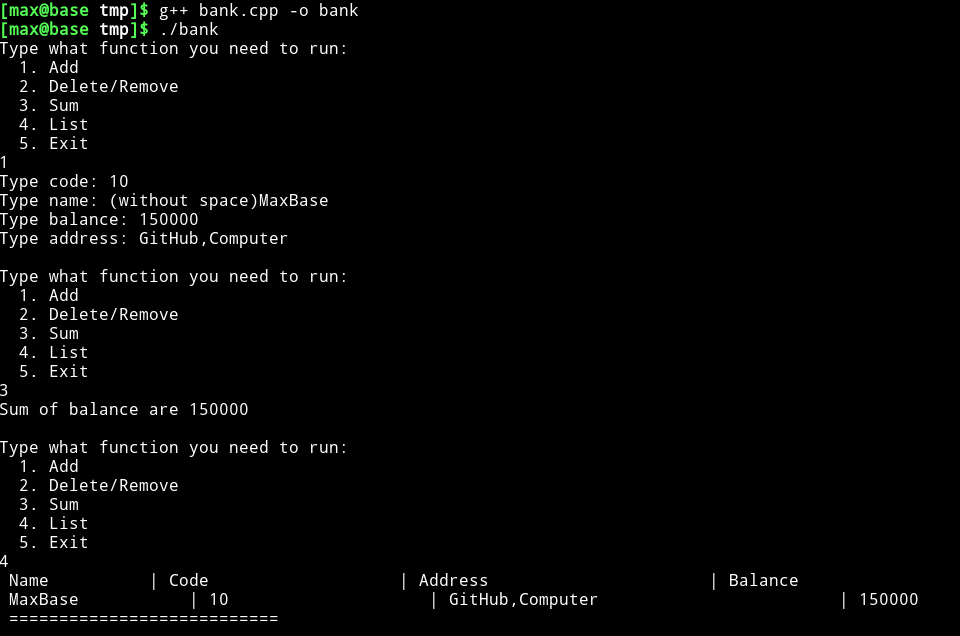 [max@base tmp]$ g++ bank.cpp -o bank
[max@base tmp]$ ./bank
Type what function you need to run:
  1. Add
  2. Delete/Remove
  3. Sum
  4. List
  5. Exit
1
Type code: 10
Type name: (without space)MaxBase
Type balance: 150000
Type address: GitHub,Computer

Type what function you need to run:
  1. Add
  2. Delete/Remove
  3. Sum
  4. List
  5. Exit
3
Sum of balance are 150000

Type what function you need to run:
  1. Add
  2. Delete/Remove
  3. Sum
  4. List
  5. Exit
4
 Name          | Code                   | Address                      | Balance
 MaxBase           | 10                    | GitHub,Computer                        | 150000
 ===========================